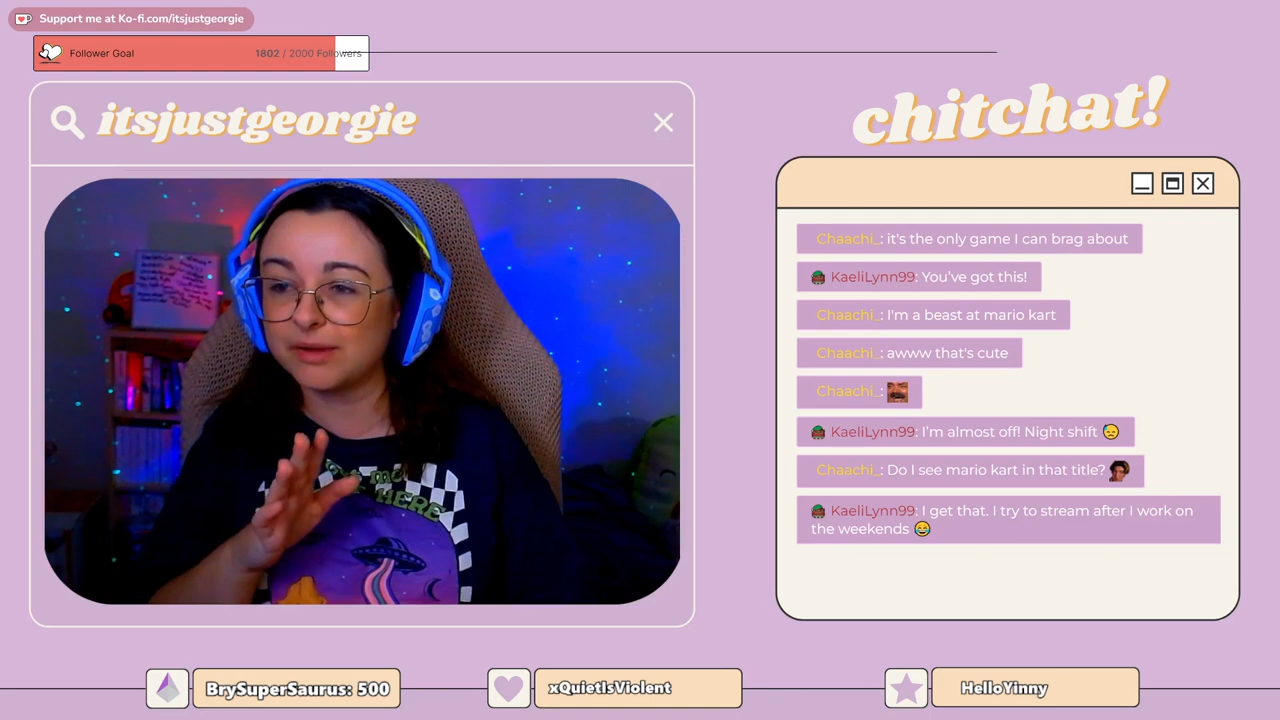 Support me at Ko-fi.com/itsjustgeorgie
Follower Goal
1802 / 2000 Followers
itsjustgeorgie
HERE
chitchat!
Chaachi_: it's the only game I can brag about
KaeliLynn99: You've got this!
Chaachi_: I'm a beast at mario kart
Chaachi_: awww that's cute
Chaachi_:
KaeliLynn99: I'm almost off! Night shift 😓
Chaachi_: Do I see mario kart in that title?
KaeliLynn99: I get that. I try to stream after I work on
the weekends 😂
BrySuperSaurus: 500
xQuietIsViolent
HelloYinny